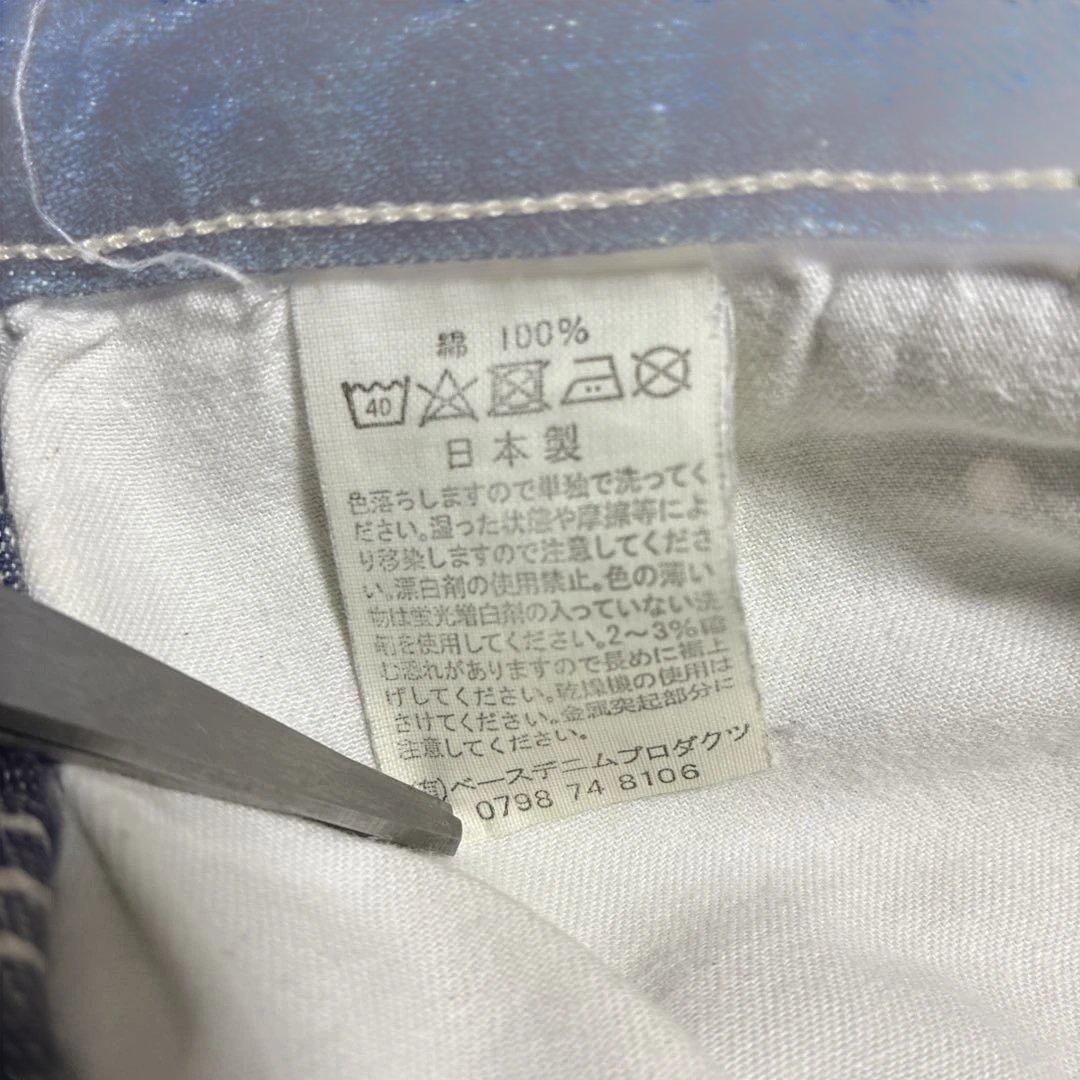 綿 100%
40
日本製
色落ちしますので単独で洗ってく
ださい。湿った状態や摩擦等によ
り移染しますので注意してくださ
い。漂白剤の使用禁止。色の薄い
物は蛍光増白剤の入っていない洗
剤を使用してください。2〜3%縮
む恐れがありますので長めに裾上
げしてください。乾燥機の使用は
さけてください。金属突起部分に
注意してください。
有)ベースデニムプロダクツ
0798 74 8106